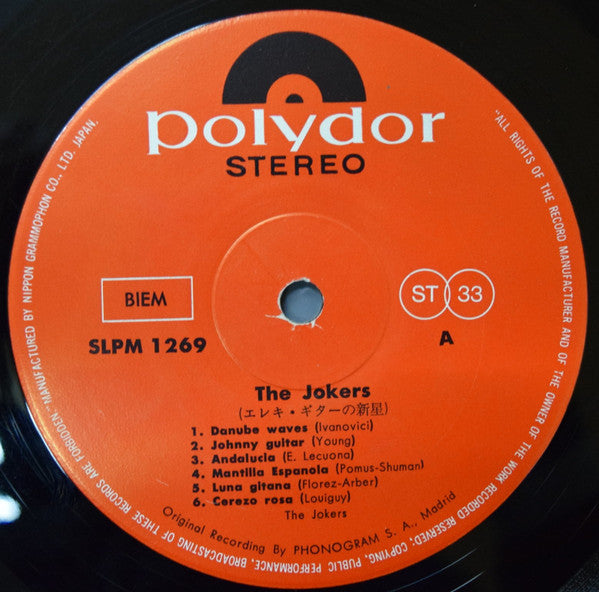 polydor
STEREO
BIEM
SLPM 1269
ST 33
A
The Jokers
(エレキ・ギターの新星)
1. Danube waves (Ivanovici)
2. Johnny guitar (Young)
3. Andalucia (E. Lecuona)
4. Mantilla Espanola (Pomus-Shuman)
5. Luna gitana (Florez-Arber)
6. Cerezo rosa (Louiguy)
The Jokers
Original Recording By PHONOGRAM S. A., Madrid
"ALL RIGHTS OF THE RECORD MANUFACTURER AND OF THE OWNER OF THE WORK RECORDED RESERVED; COPYING, PUBLIC PERFORMANCE, BROADCASTING OF THESE RECORDS ARE FORBIDDEN" MANUFACTURED BY NIPPON GRAMMOPHON CO., LTD. JAPAN.